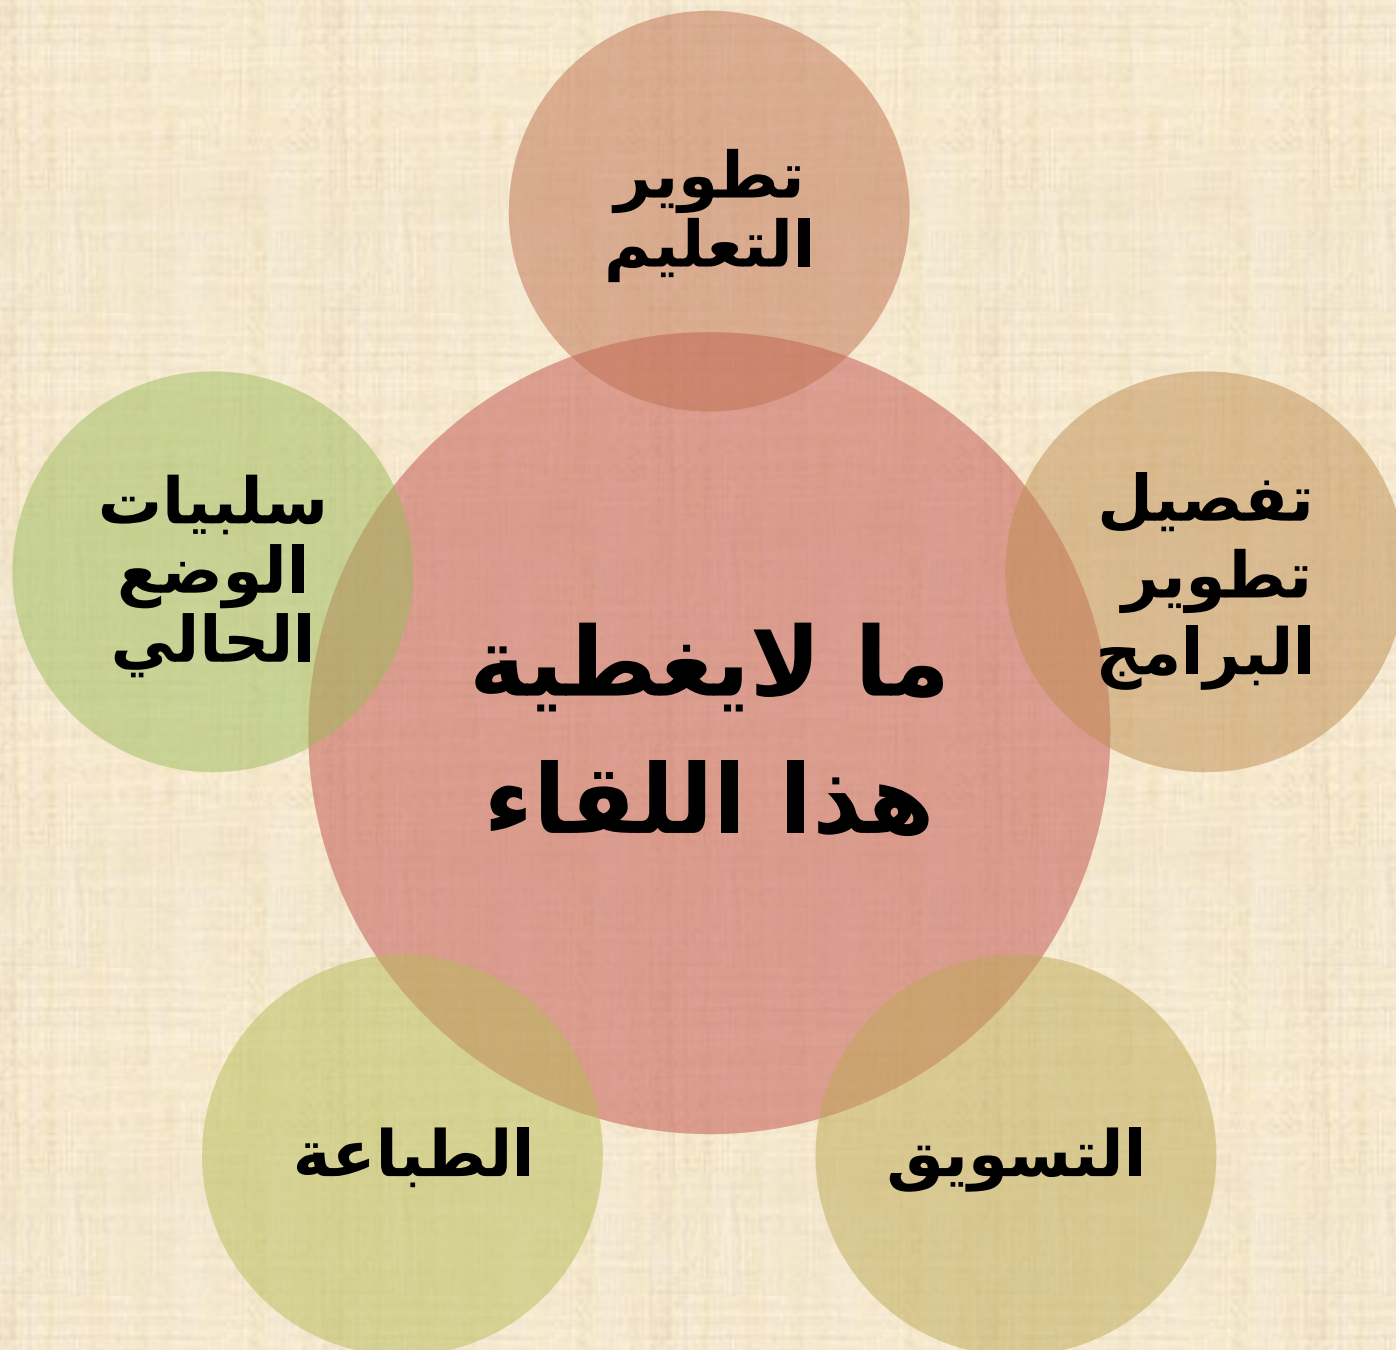 تطوير
التعليم
تفصيل
تطوير
البرامج
سلبيات
الوضع
الحالي
ما لايغطية
هذا اللقاء
التسويق
الطباعة